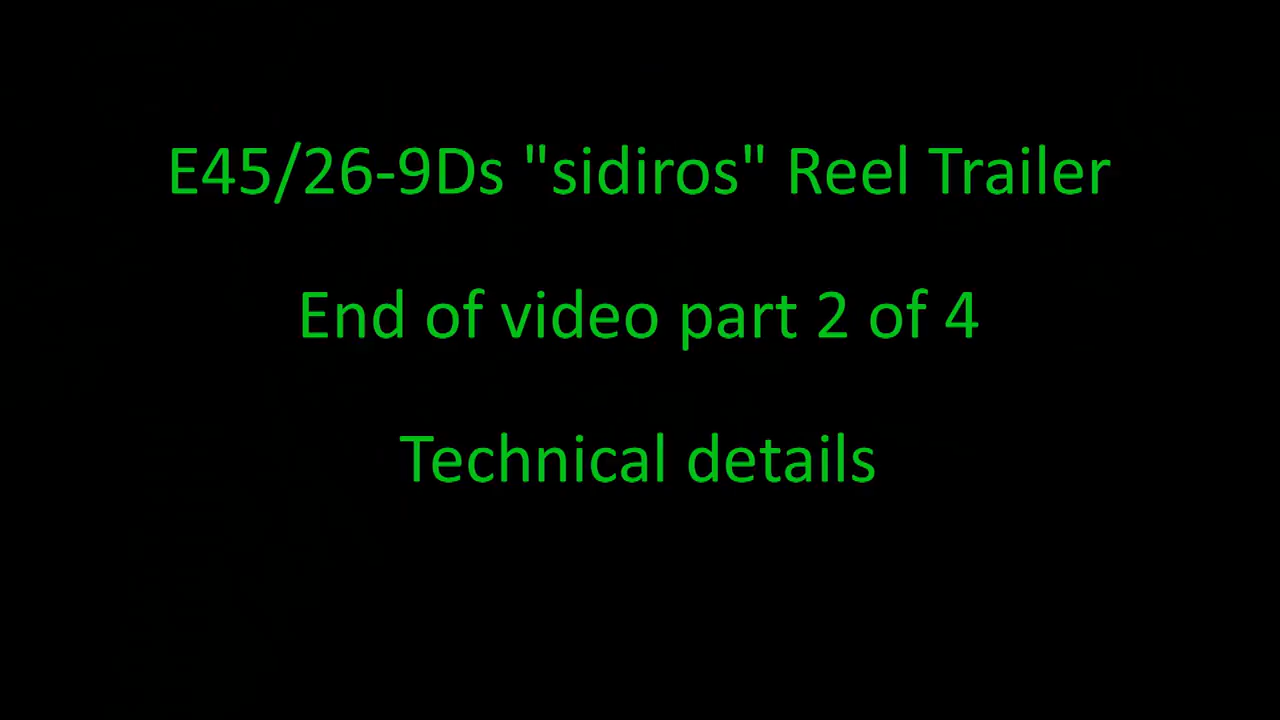 E45/26-9Ds "sidiros" Reel Trailer
End of video part 2 of 4
Technical details